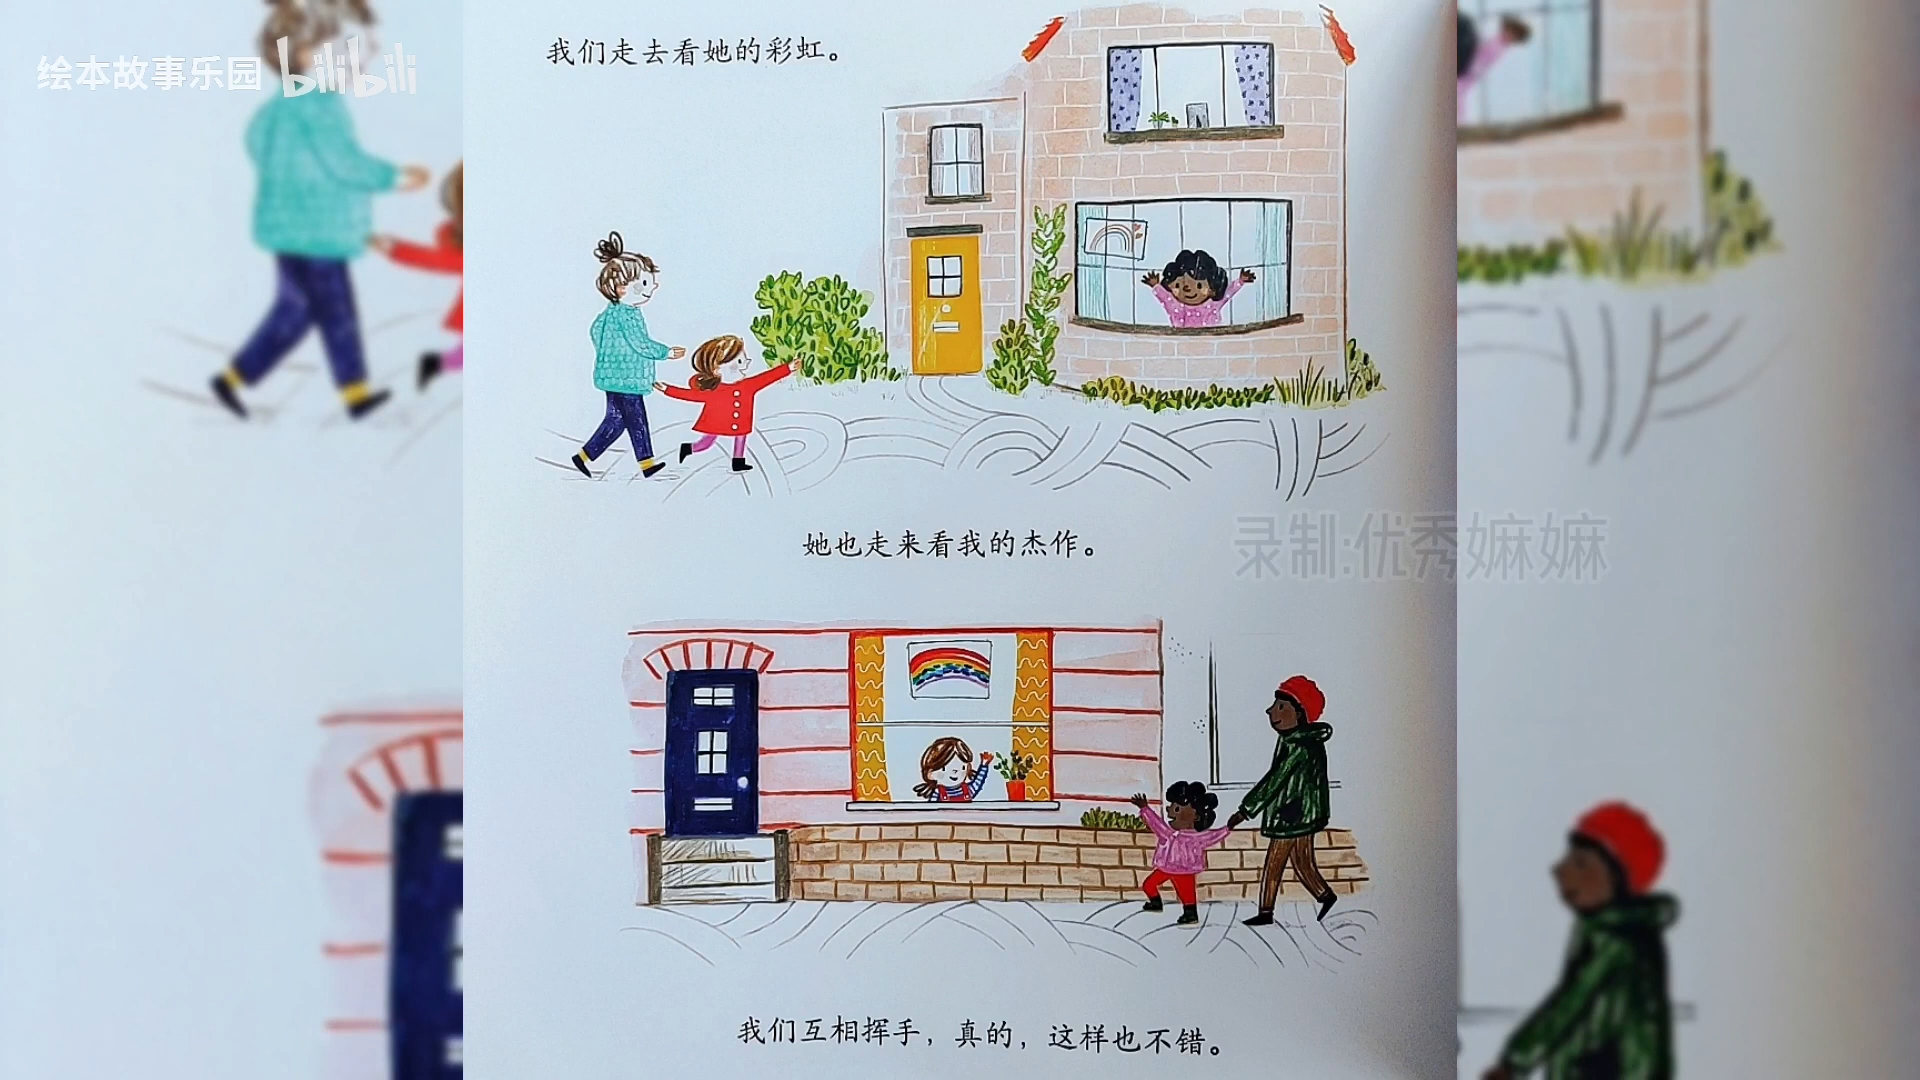 绘本故事乐园 bilibili
我们走去看她的彩虹。
她也走来看我的杰作。
录制:优秀嫲嫲
我们互相挥手，真的，这样也不错。